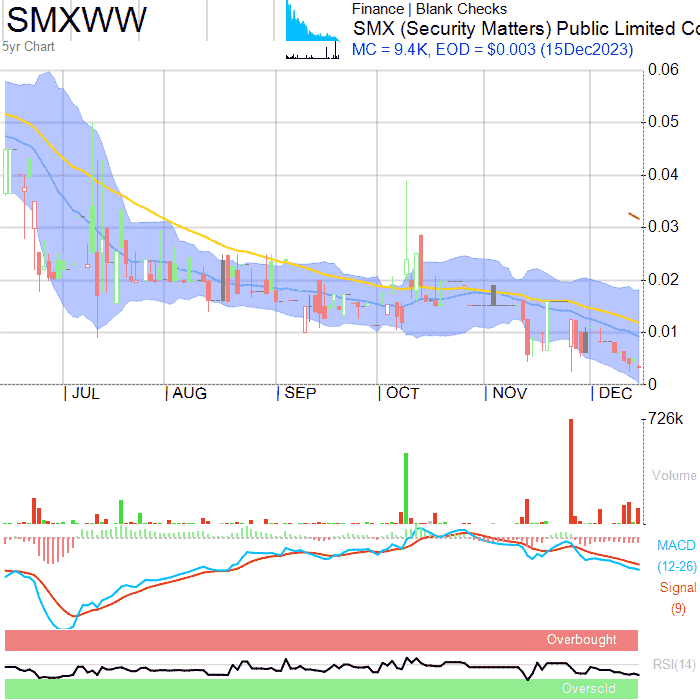 SMXWW
5yr Chart
Finance | Blank Checks
SMX (Security Matters) Public Limited Co
MC = 9.4K, EOD = $0.003 (15Dec2023)
0.06
0.05
0.04
0.03
0.02
0.01
0
JUL AUG SEP OCT NOV DEC
726k
Volume
MACD
(12-26)
Signal
(9)
Overbought
RSI(14)
Oversold